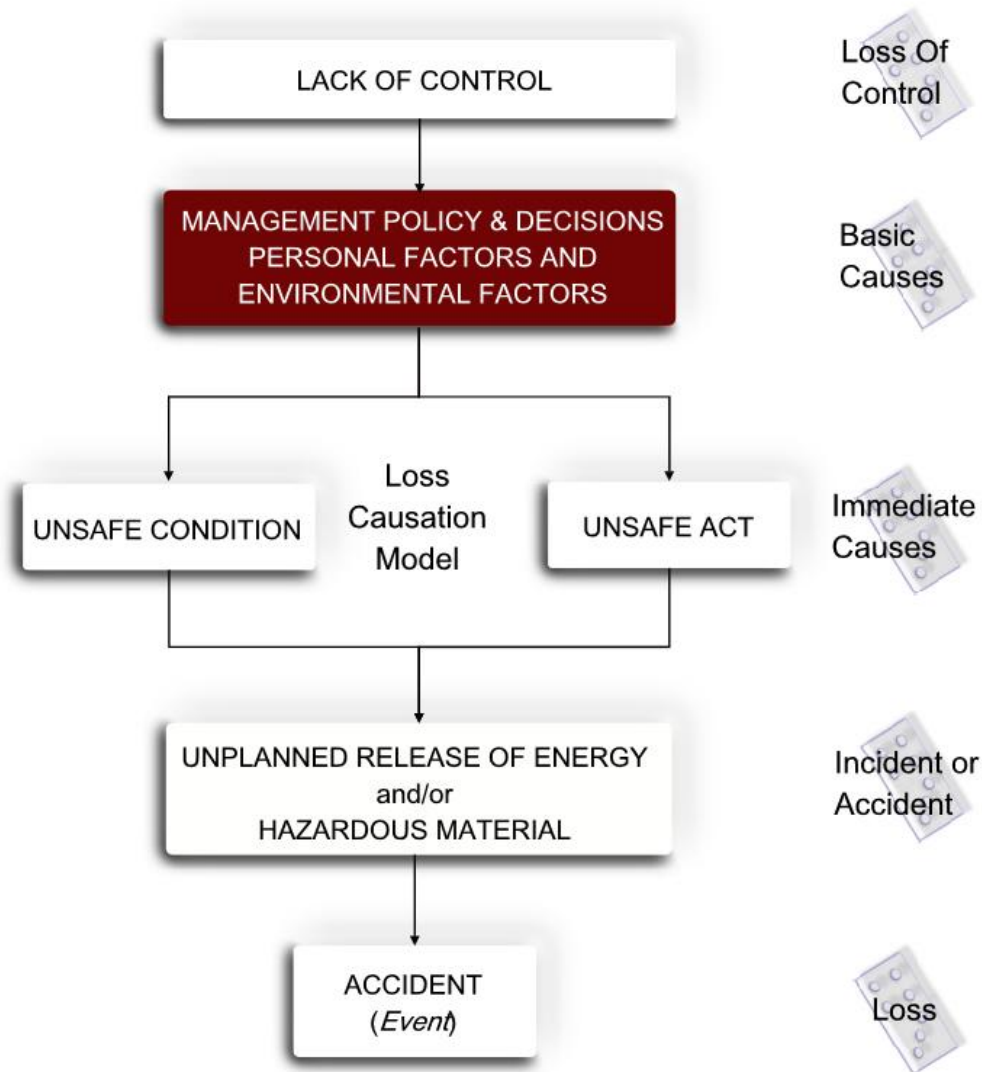 LACK OF CONTROL
Loss Of
Control
MANAGEMENT POLICY & DECISIONS
PERSONAL FACTORS AND
ENVIRONMENTAL FACTORS
Basic
Causes
UNSAFE CONDITION
Loss
Causation
Model
UNSAFE ACT
Immediate
Causes
UNPLANNED RELEASE OF ENERGY
and/or
HAZARDOUS MATERIAL
Incident or
Accident
ACCIDENT
(Event)
Loss